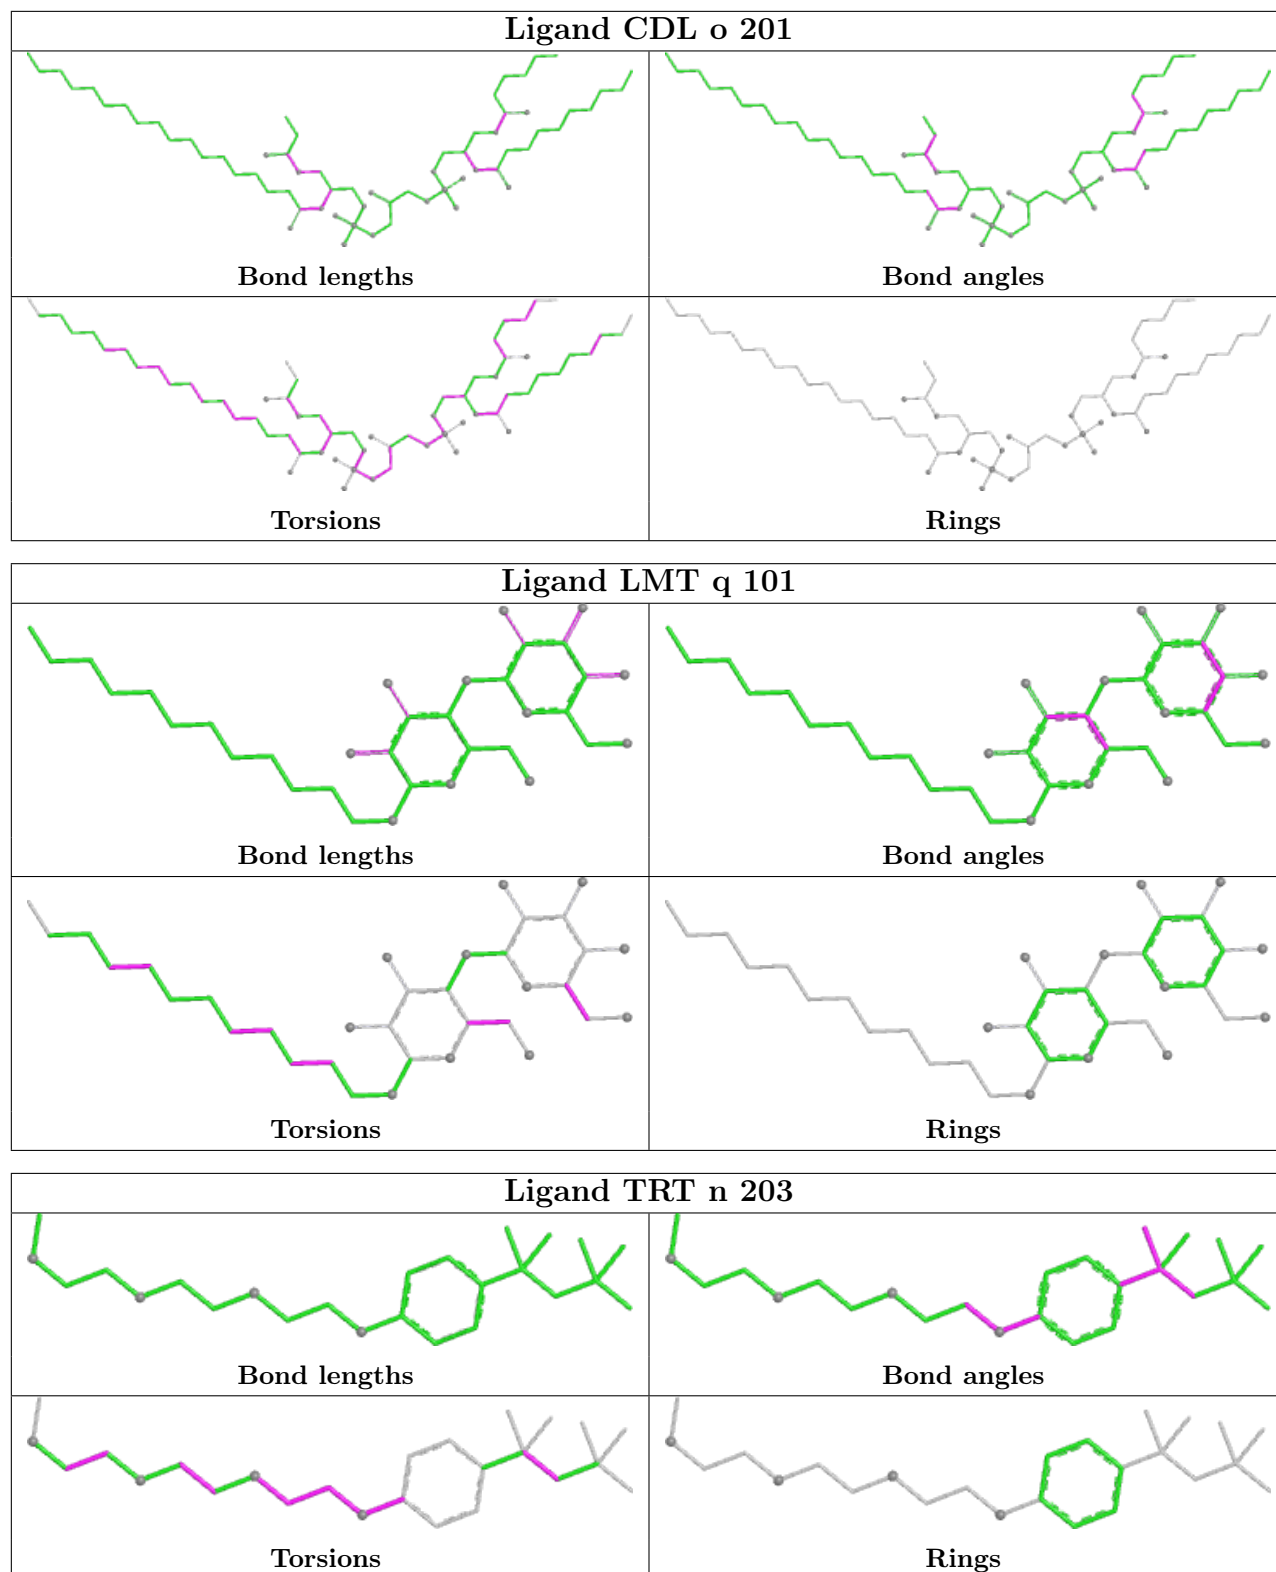 Ligand CDL o 201
Bond lengths
Bond angles
Torsions
Rings
Ligand LMT q 101
Bond lengths
Bond angles
Torsions
Rings
Ligand TRT n 203
Bond lengths
Bond angles
Torsions
Rings